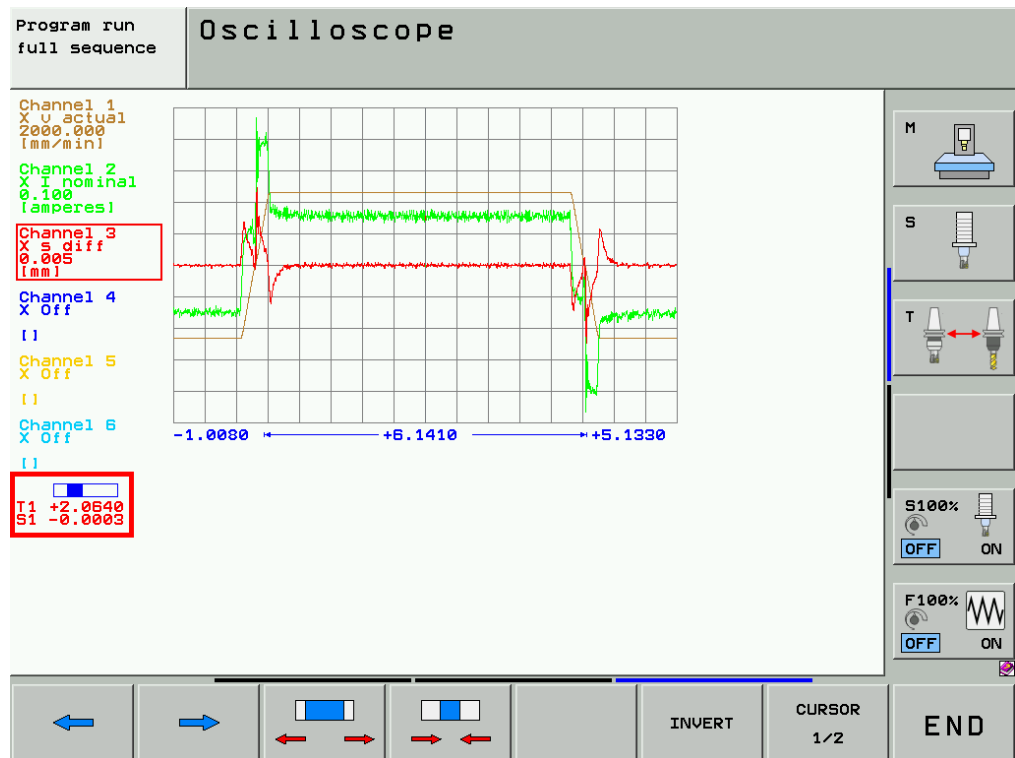 Program run
full sequence
Oscilloscope
Channel 1
X v actual
2000.000
[mm/min]
Channel 2
X I nominal
0.100
[amperes]
Channel 3
X s diff
0.005
[mm]
Channel 4
X Off
[]
Channel 5
X Off
[]
Channel 6
X Off
[]
T1 +2.0640
S1 -0.0003
-1.0080 +6.1410 +5.1330
M
S
T
S100%
OFF ON
F100%
OFF ON
INVERT
CURSOR
1/2
END